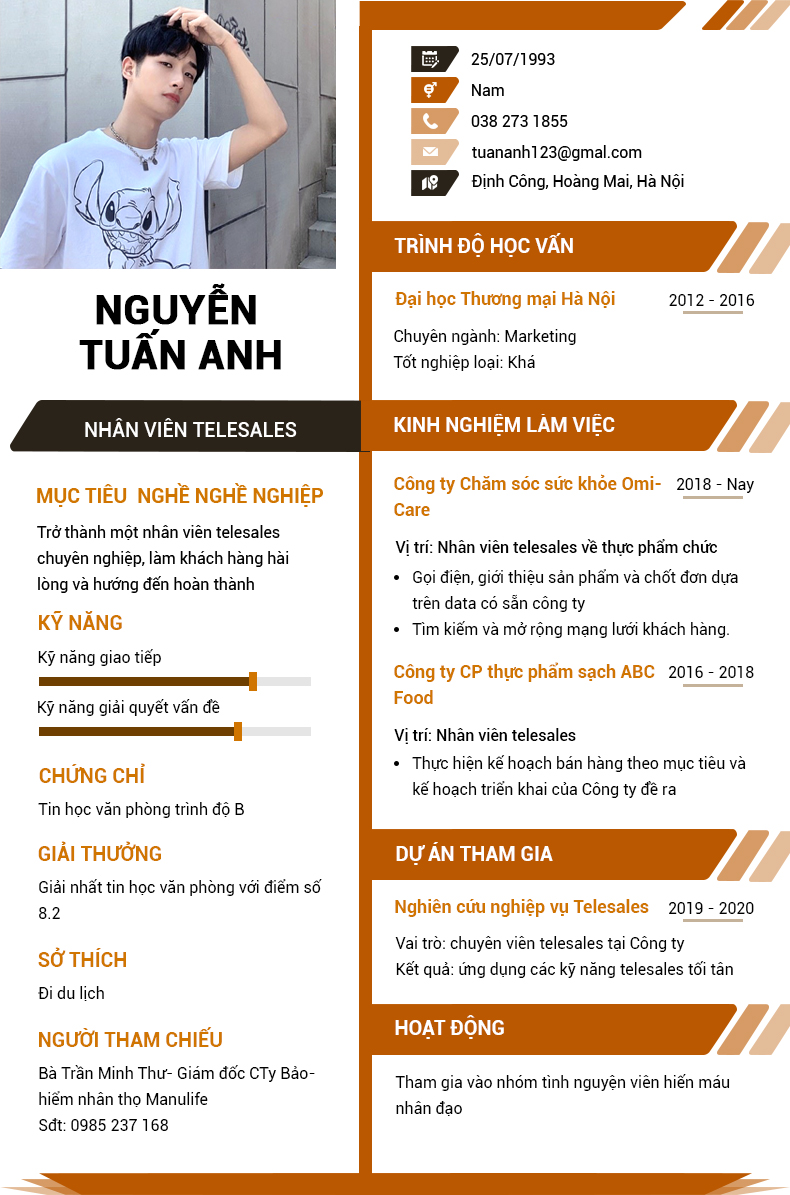 NGUYỄN
TUẤN ANH
NHÂN VIÊN TELESALES
MỤC TIÊU NGHỀ NGHỀ NGHIỆP
Trở thành một nhân viên telesales
chuyên nghiệp, làm khách hàng hài
lòng và hướng đến hoàn thành
KỸ NĂNG
Kỹ năng giao tiếp
Kỹ năng giải quyết vấn đề
CHỨNG CHỈ
Tin học văn phòng trình độ B
GIẢI THƯỞNG
Giải nhất tin học văn phòng với điểm số
8.2
SỞ THÍCH
Đi du lịch
NGƯỜI THAM CHIẾU
Bà Trần Minh Thư- Giám đốc CTy Bảo-
hiểm nhân thọ Manulife
Sđt: 0985 237 168
25/07/1993
Nam
038 273 1855
tuananh123@gmal.com
Định Công, Hoàng Mai, Hà Nội
TRÌNH ĐỘ HỌC VẤN
Đại học Thương mại Hà Nội 2012 - 2016
Chuyên ngành: Marketing
Tốt nghiệp loại: Khá
KINH NGHIỆM LÀM VIỆC
Công ty Chăm sóc sức khỏe Omi- 2018 - Nay
Care
Vị trí: Nhân viên telesales về thực phẩm chức
• Gọi điện, giới thiệu sản phẩm và chốt đơn dựa
trên data có sẵn công ty
• Tìm kiếm và mở rộng mạng lưới khách hàng.
Công ty CP thực phẩm sạch ABC 2016 - 2018
Food
Vị trí: Nhân viên telesales
• Thực hiện kế hoạch bán hàng theo mục tiêu và
kế hoạch triển khai của Công ty đề ra
DỰ ÁN THAM GIA
Nghiên cứu nghiệp vụ Telesales 2019 - 2020
Vai trò: chuyên viên telesales tại Công ty
Kết quả: ứng dụng các kỹ năng telesales tối tân
HOẠT ĐỘNG
Tham gia vào nhóm tình nguyện viên hiến máu
nhân đạo